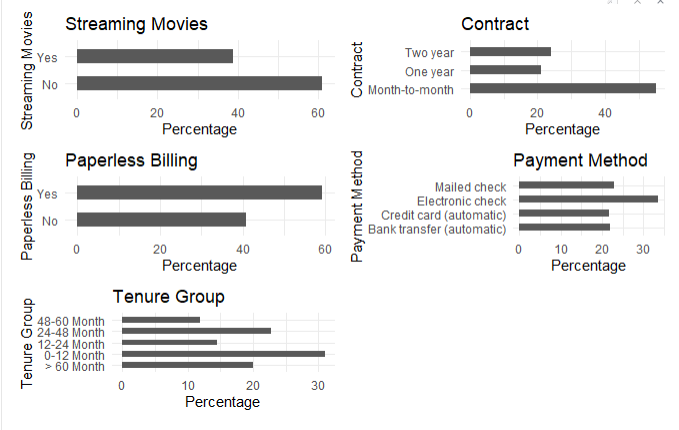 Streaming Movies
Streaming Movies
Yes
No
0 20 40 60
Percentage
Contract
Contract
Two year
One year
Month-to-month
0 20 40
Percentage
Paperless Billing
Paperless Billing
Yes
No
0 20 40 60
Percentage
Payment Method
Payment Method
Mailed check
Electronic check
Credit card (automatic)
Bank transfer (automatic)
0 10 20 30
Percentage
Tenure Group
Tenure Group
48-60 Month
24-48 Month
12-24 Month
0-12 Month
> 60 Month
0 10 20 30
Percentage